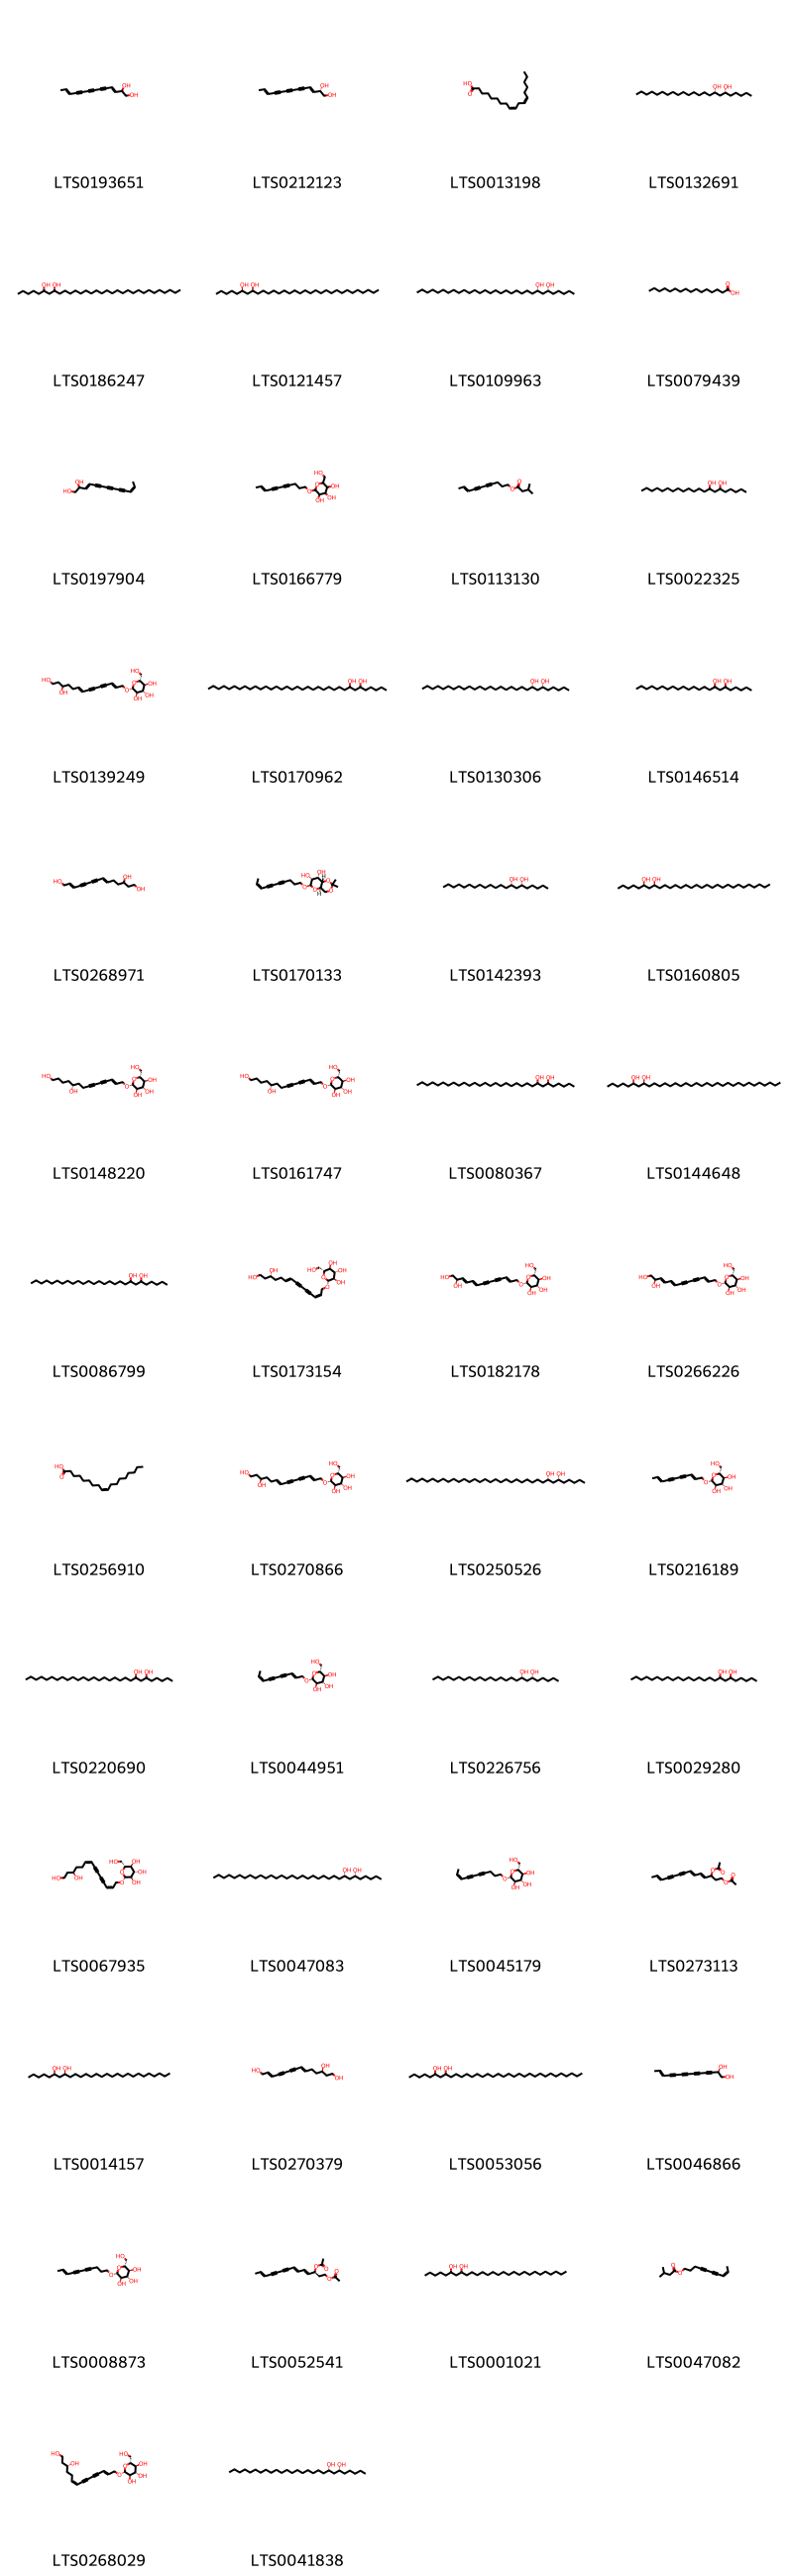 LTS0193651 LTS0212123 LTS0013198 LTS0132691
LTS0186247 LTS0121457 LTS0109963 LTS0079439
LTS0197904 LTS0166779 LTS0113130 LTS0022325
LTS0139249 LTS0170962 LTS0130306 LTS0146514
LTS0268971 LTS0170133 LTS0142393 LTS0160805
LTS0148220 LTS0161747 LTS0080367 LTS0144648
LTS0086799 LTS0173154 LTS0182178 LTS0266226
LTS0256910 LTS0270866 LTS0250526 LTS0216189
LTS0220690 LTS0044951 LTS0226756 LTS0029280
LTS0067935 LTS0047083 LTS0045179 LTS0273113
LTS0014157 LTS0270379 LTS0053056 LTS0046866
LTS0008873 LTS0052541 LTS0001021 LTS0047082
LTS0268029 LTS0041838